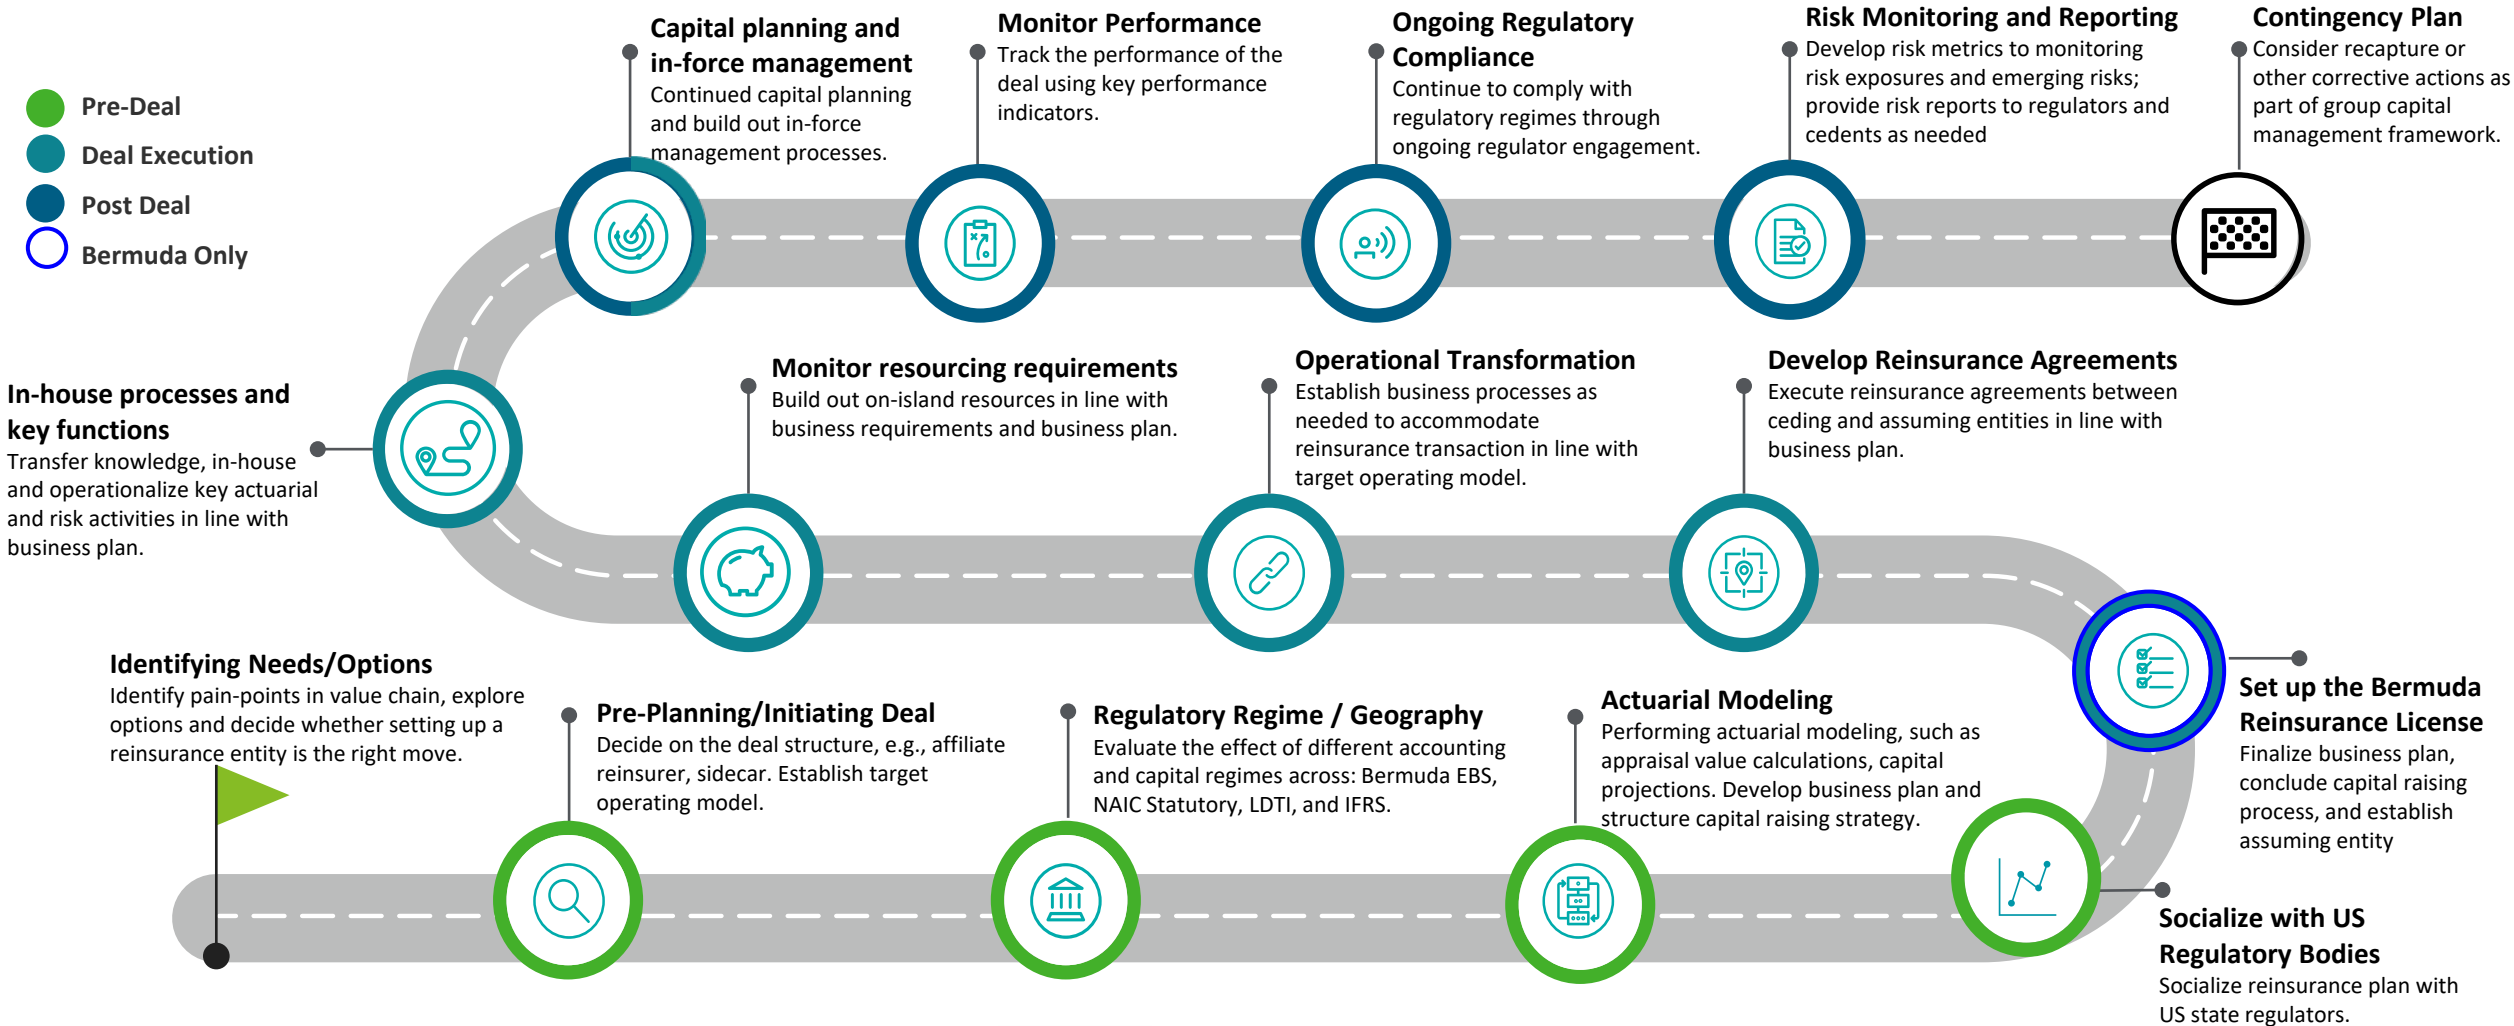 Pre-Deal
Deal Execution
Post Deal
Bermuda Only
Capital planning and
in-force management
Continued capital planning
and build out in-force
management processes.
Monitor Performance
Track the performance of the
deal using key performance
indicators.
Ongoing Regulatory
Compliance
Continue to comply with
regulatory regimes through
ongoing regulator engagement.
Risk Monitoring and Reporting
Develop risk metrics to monitoring
risk exposures and emerging risks;
provide risk reports to regulators and
cedents as needed
Contingency Plan
Consider recapture or
other corrective actions as
part of group capital
management framework.
In-house processes and
key functions
Transfer knowledge, in-house
and operationalize key actuarial
and risk activities in line with
business plan.
Monitor resourcing requirements
Build out on-island resources in line with
business requirements and business plan.
Operational Transformation
Establish business processes as
needed to accommodate
reinsurance transaction in line with
target operating model.
Develop Reinsurance Agreements
Execute reinsurance agreements between
ceding and assuming entities in line with
business plan.
Identifying Needs/Options
Identify pain-points in value chain, explore
options and decide whether setting up a
reinsurance entity is the right move.
Pre-Planning/Initiating Deal
Decide on the deal structure, e.g., affiliate
reinsurer, sidecar. Establish target
operating model.
Regulatory Regime / Geography
Evaluate the effect of different accounting
and capital regimes across: Bermuda EBS,
NAIC Statutory, LDTI, and IFRS.
Actuarial Modeling
Performing actuarial modeling, such as
appraisal value calculations, capital
projections. Develop business plan and
structure capital raising strategy.
Set up the Bermuda
Reinsurance License
Finalize business plan,
conclude capital raising
process, and establish
assuming entity
Socialize with US
Regulatory Bodies
Socialize reinsurance plan with
US state regulators.